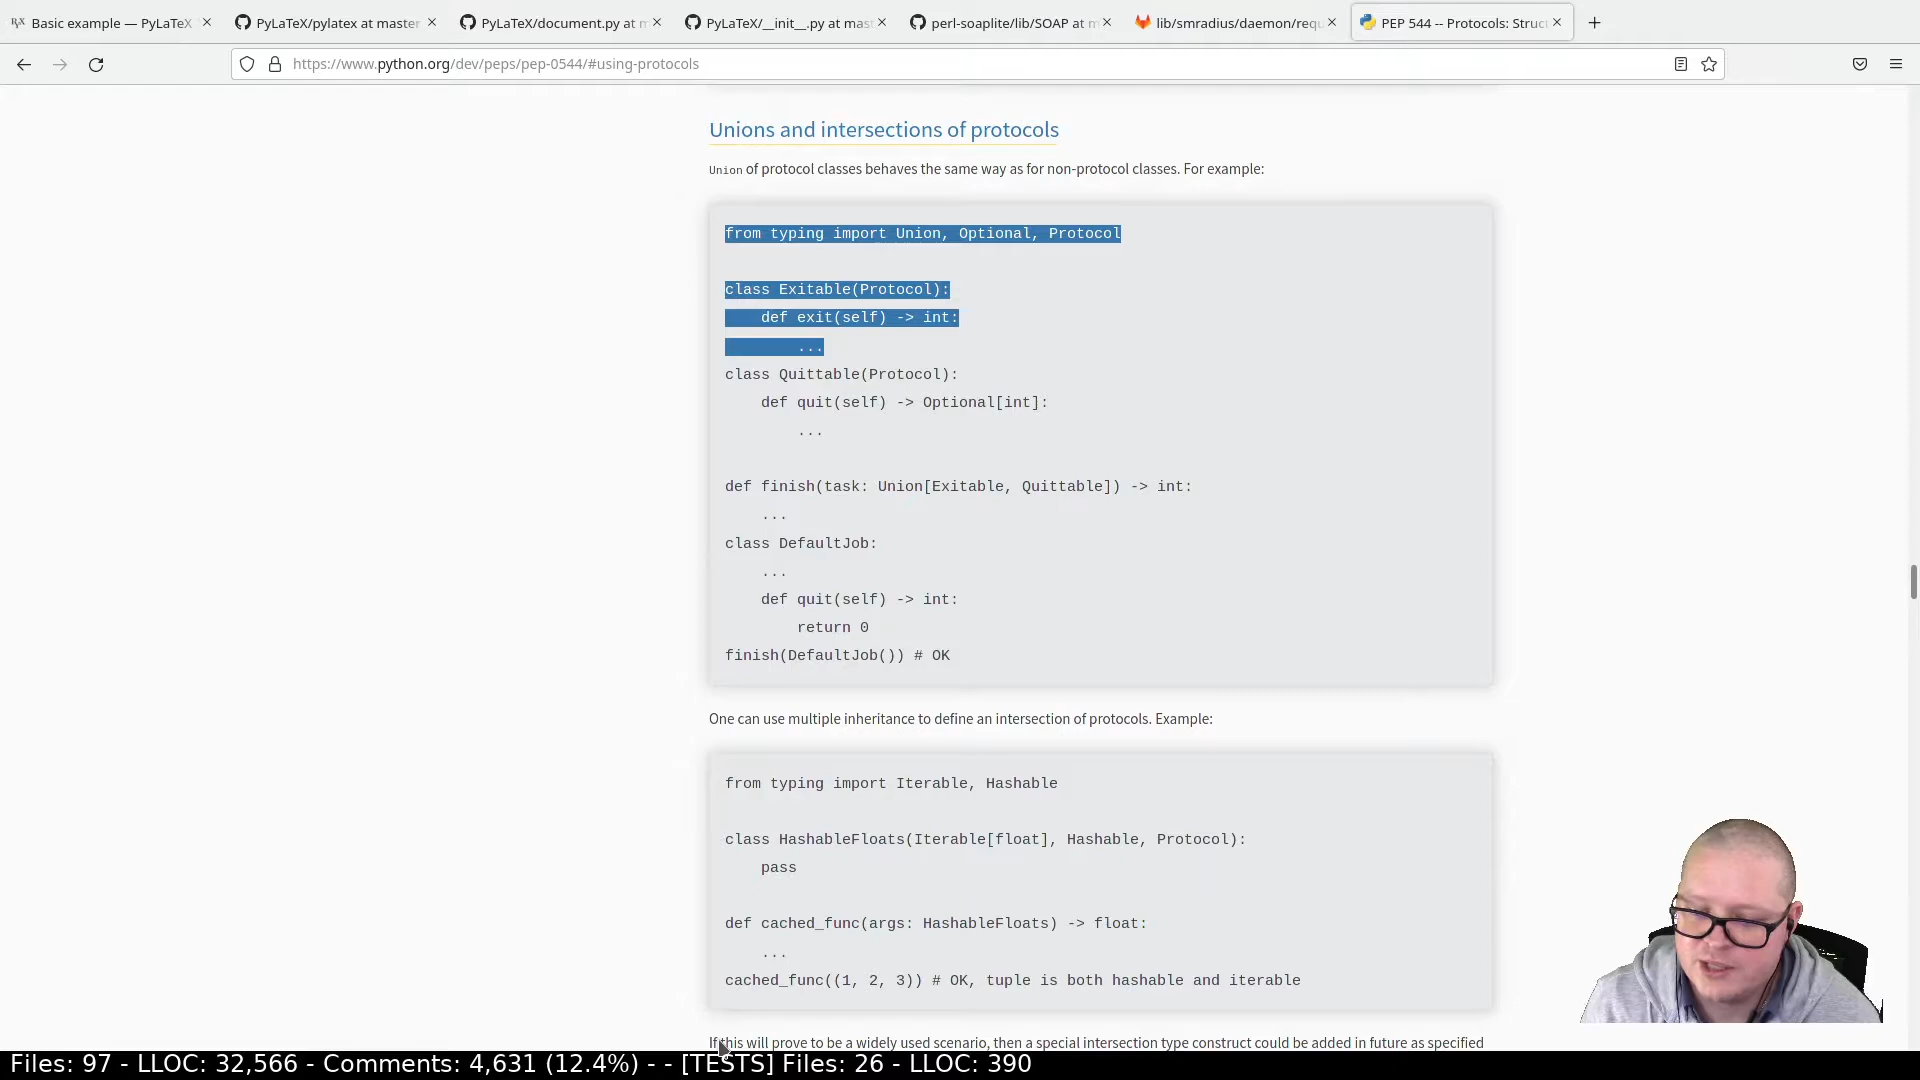 Basic example — PyLaTeX
PyLaTeX/pylatex at master
PyLaTeX/document.py at m
PyLaTeX/__init__.py at mast
perl-soaplite/lib/SOAP at m
lib/smradius/daemon/requ
PEP 544 -- Protocols: Struct
https://www.python.org/dev/peps/pep-0544/#using-protocols
Unions and intersections of protocols
Union of protocol classes behaves the same way as for non-protocol classes. For example:
from typing import Union, Optional, Protocol
class Exitable(Protocol):
    def exit(self) -> int:
        ...
class Quittable(Protocol):
    def quit(self) -> Optional[int]:
        ...
def finish(task: Union[Exitable, Quittable]) -> int:
    ...
class DefaultJob:
    ...
    def quit(self) -> int:
        return 0
finish(DefaultJob()) # OK
One can use multiple inheritance to define an intersection of protocols. Example:
from typing import Iterable, Hashable
class HashableFloats(Iterable[float], Hashable, Protocol):
    pass
def cached_func(args: HashableFloats) -> float:
    ...
cached_func((1, 2, 3)) # OK, tuple is both hashable and iterable
If this will prove to be a widely used scenario, then a special intersection type construct could be added in future as specified
Files: 97 - LLOC: 32,566 - Comments: 4,631 (12.4%) - - [TESTS] Files: 26 - LLOC: 390